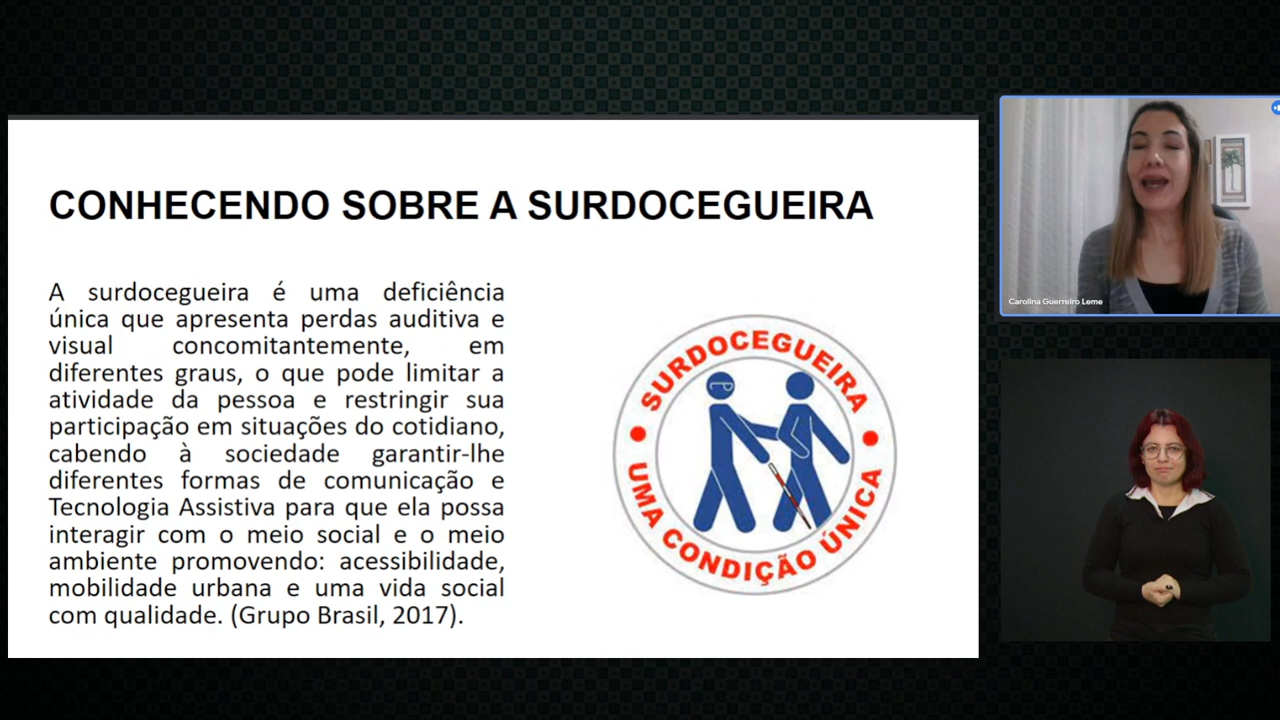 CONHECENDO SOBRE A SURDOCEGUEIRA
A surdocegueira é uma deficiência
única que apresenta perdas auditiva e
visual concomitantemente, em
diferentes graus, o que pode limitar a
atividade da pessoa e restringir sua
participação em situações do cotidiano,
cabendo à sociedade garantir-lhe
diferentes formas de comunicação e
Tecnologia Assistiva para que ela possa
interagir com o meio social e o meio
ambiente promovendo: acessibilidade,
mobilidade urbana e uma vida social
com qualidade. (Grupo Brasil, 2017).
SURDOCEGUEIRA
UMA CONDIÇÃO ÚNICA
Carolina Guerreiro Leme